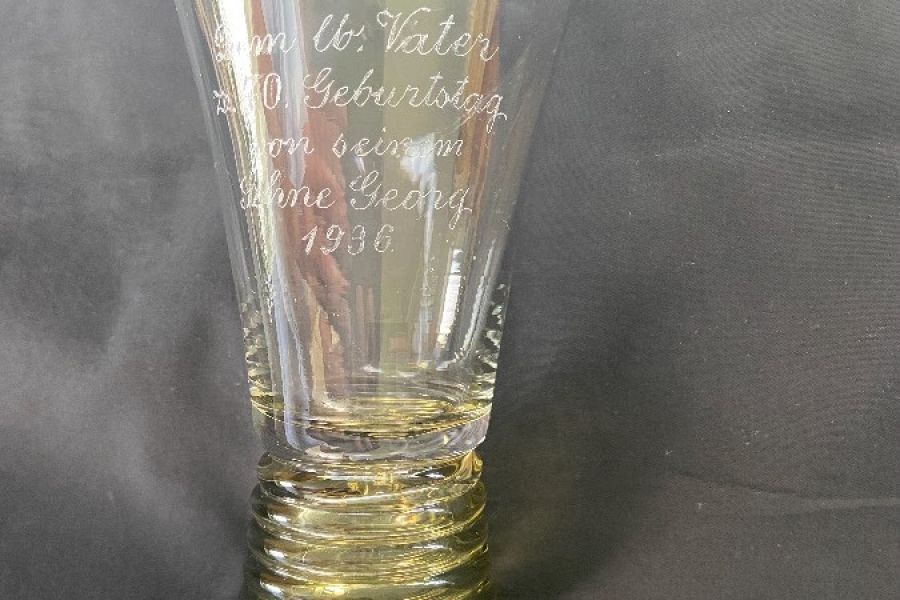 Dem lb. Vater
z. 70. Geburtstag
von seinem
Sohne Georg
1936